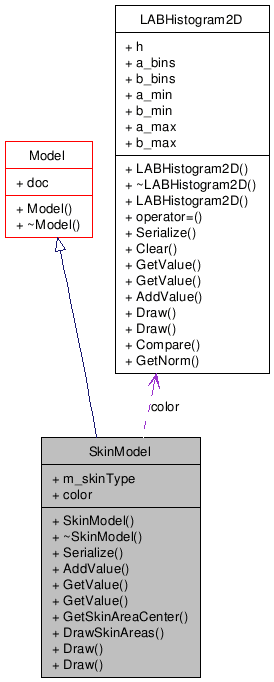 LABHistogram2D
+ h
+ a_bins
+ b_bins
+ a_min
+ b_min
+ a_max
+ b_max
+ LABHistogram2D()
+ ~LABHistogram2D()
+ LABHistogram2D()
+ operator=()
+ Serialize()
+ Clear()
+ GetValue()
+ GetValue()
+ AddValue()
+ Draw()
+ Draw()
+ Compare()
+ GetNorm()
Model
+ doc
+ Model()
+ ~Model()
color
SkinModel
+ m_skinType
+ color
+ SkinModel()
+ ~SkinModel()
+ Serialize()
+ AddValue()
+ GetValue()
+ GetValue()
+ GetSkinAreaCenter()
+ DrawSkinAreas()
+ Draw()
+ Draw()